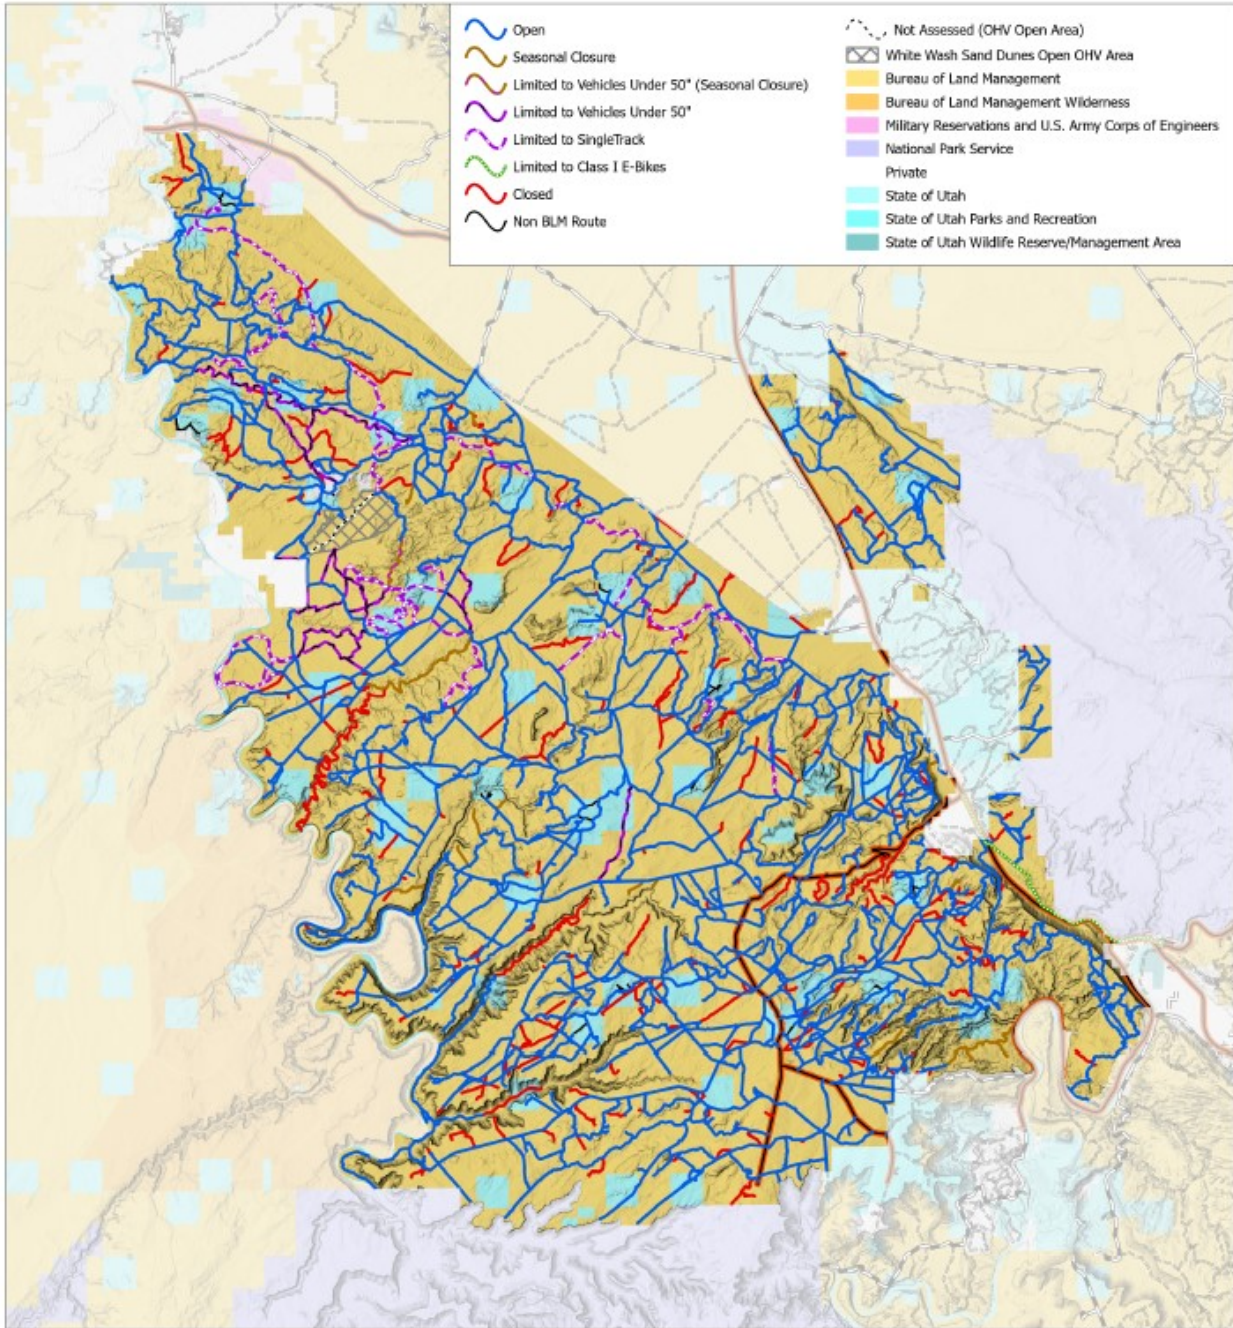 Open
Seasonal Closure
Limited to Vehicles Under 50" (Seasonal Closure)
Limited to Vehicles Under 50"
Limited to SingleTrack
Limited to Class I E-Bikes
Closed
Non BLM Route
Not Assessed (OHV Open Area)
White Wash Sand Dunes Open OHV Area
Bureau of Land Management
Bureau of Land Management Wilderness
Military Reservations and U.S. Army Corps of Engineers
National Park Service
Private
State of Utah
State of Utah Parks and Recreation
State of Utah Wildlife Reserve/Management Area